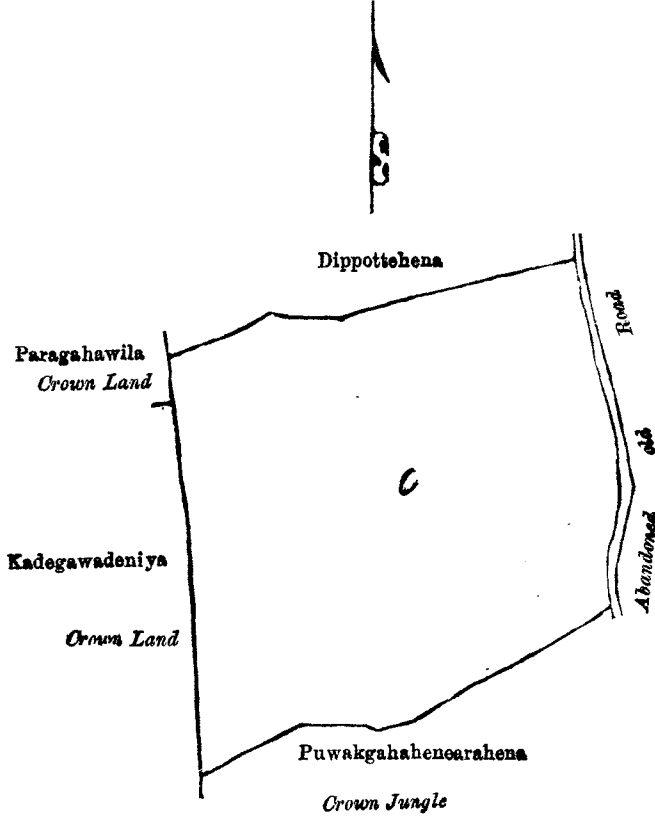 Dippottehena
Road
Paragahawila
Crown Land
old
C
Abandoned
Kadegawadeniya
Crown Land
Puwakgahahenearahena
Crown Jungle